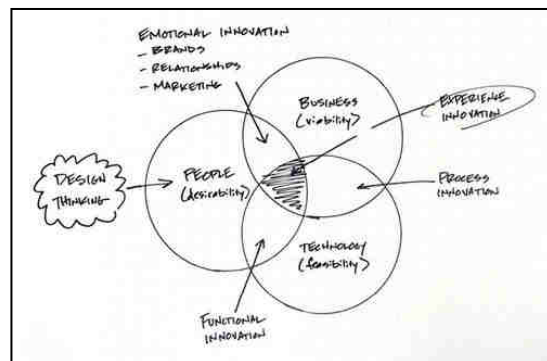 EMOTIONAL INNOVATION
- BRANDS
- RELATIONSHIPS
- MARKETING
BUSINESS
(viability)
EXPERIENCE
INNOVATION
DESIGN
THINKING
PEOPLE
(desirability)
PROCESS
INNOVATION
TECHNOLOGY
(feasibility)
FUNCTIONAL
INNOVATION